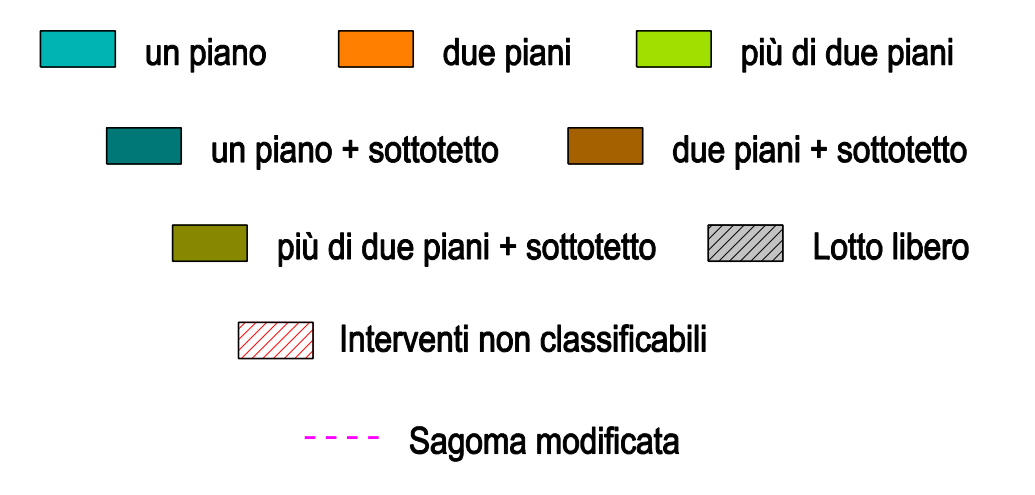 un piano due piani più di due piani
un piano + sottotetto due piani + sottotetto
più di due piani + sottotetto Lotto libero
Interventi non classificabili
Sagoma modificata